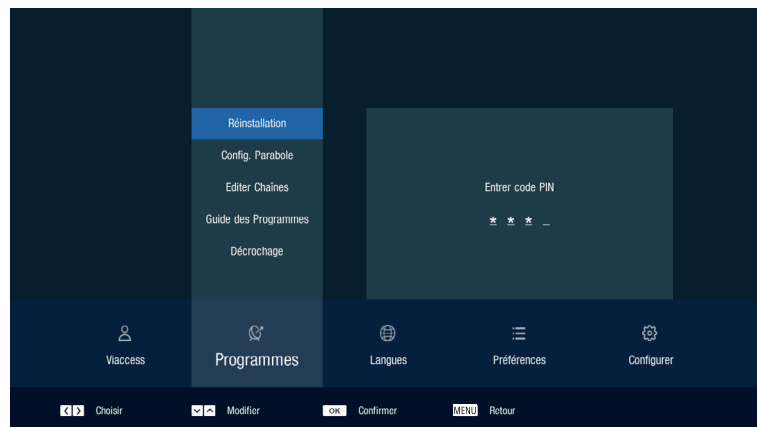 Réinstallation
Config. Parabole
Editer Chaînes
Guide des Programmes
Décrochage
Entrer code PIN
* * * _
Viaccess
Programmes
Langues
Préférences
Configurer
Choisir
Modifier
OK Confirmer
MENU Retour